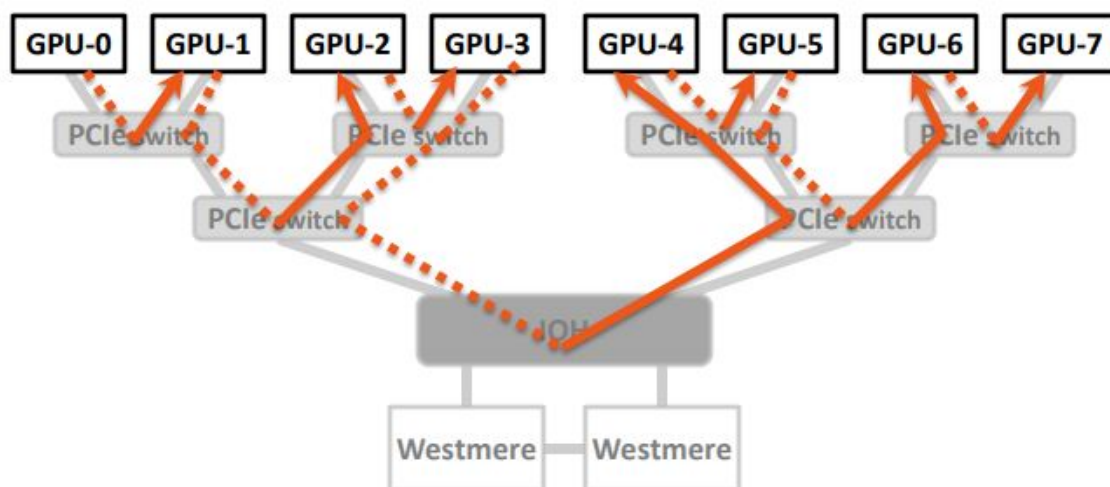 GPU-0 GPU-1 GPU-2 GPU-3 GPU-4 GPU-5 GPU-6 GPU-7
PCIe switch PCIe switch PCIe switch PCIe switch
PCIe switch PCIe switch
IOH
Westmere Westmere